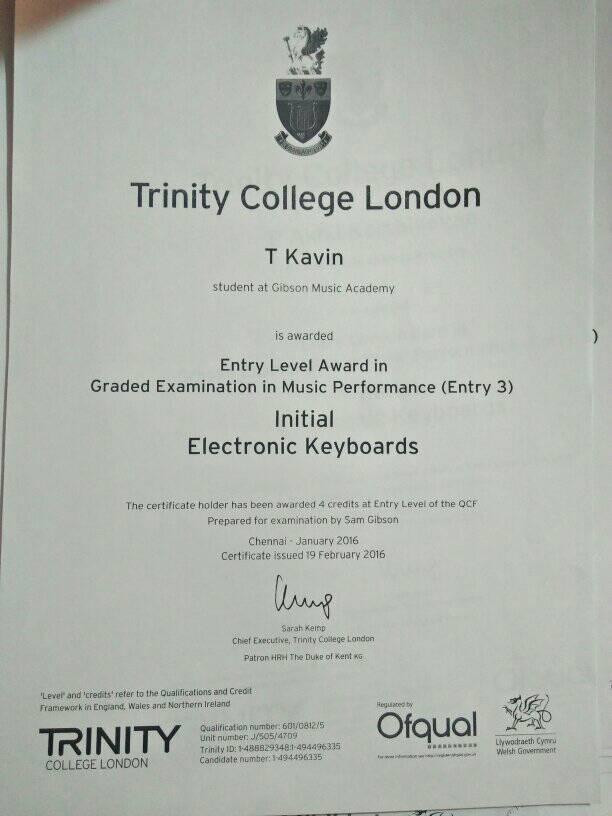 Trinity College London
T Kavin
student at Gibson Music Academy
is awarded
Entry Level Award in
Graded Examination in Music Performance (Entry 3)
Initial
Electronic Keyboards
The certificate holder has been awarded 4 credits at Entry Level of the QCF
Prepared for examination by Sam Gibson
Chennai - January 2016
Certificate issued 19 February 2016
Sarah Kemp
Chief Executive, Trinity College London
Patron HRH The Duke of Kent KG
'Level' and 'credits' refer to the Qualifications and Credit
Framework in England, Wales and Northern Ireland
TRINITY
COLLEGE LONDON
Qualification number: 601/0812/5
Unit number: J/505/4709
Trinity ID: 1-488829348:1-494496335
Candidate number: 1-494496335
Regulated by
Ofqual
Llywodraeth Cymru
Welsh Government